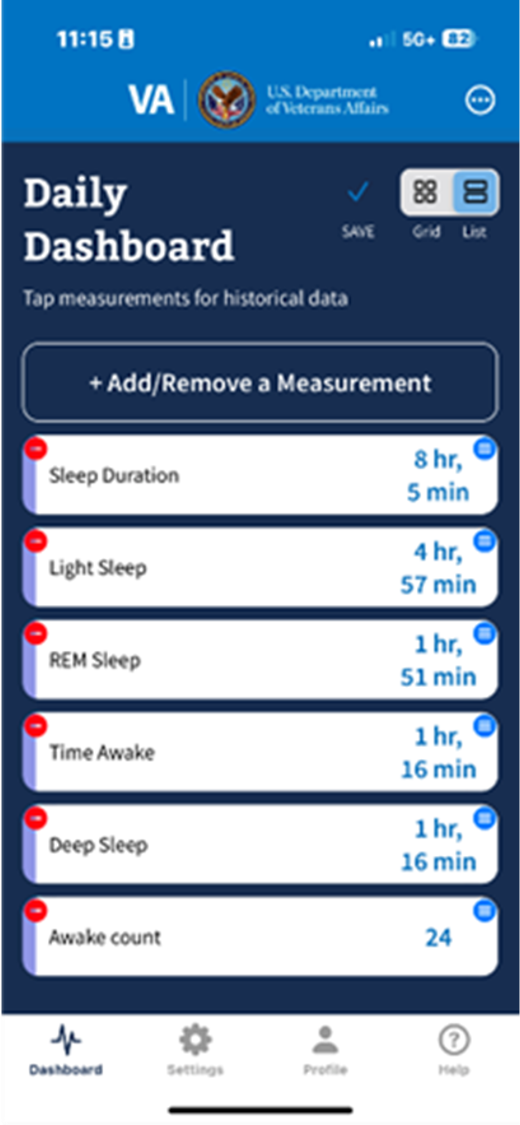 11:15
5G+ 82
VA
U.S. Department
of Veterans Affairs
Daily
Dashboard
SAVE
Grid List
Tap measurements for historical data
+ Add/Remove a Measurement
Sleep Duration
8 hr,
5 min
Light Sleep
4 hr,
57 min
REM Sleep
1 hr,
51 min
Time Awake
1 hr,
16 min
Deep Sleep
1 hr,
16 min
Awake count
24
Dashboard Settings Profile Help